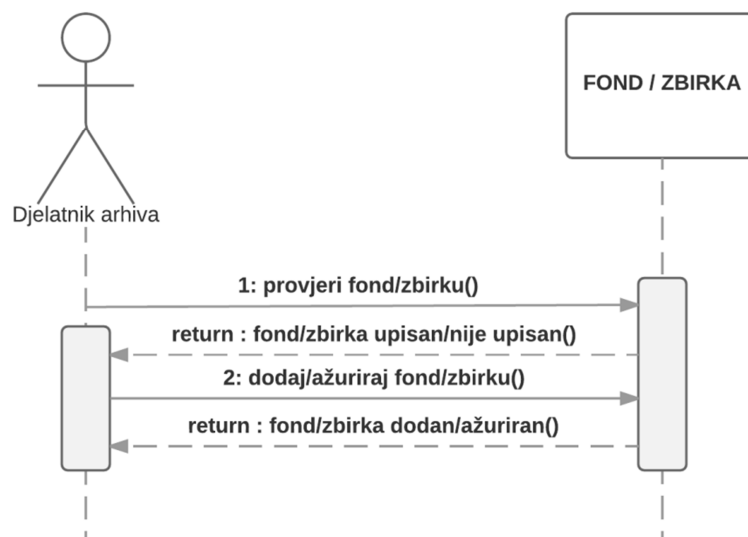 FOND / ZBIRKA
Djelatnik arhiva
1: provjeri fond/zbirku()
return : fond/zbirka upisan/nije upisan()
2: dodaj/ažuriraj fond/zbirku()
return : fond/zbirka dodan/ažuriran()